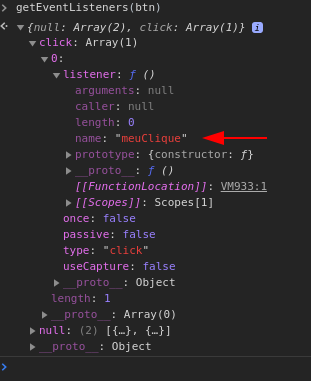 getEventListeners(btn)
{null: Array(2), click: Array(1)} i
click: Array(1)
0:
listener: ƒ ()
arguments: null
caller: null
length: 0
name: "meuClique"
prototype: {constructor: ƒ}
__proto__: ƒ ()
[[FunctionLocation]]: VM933:1
[[Scopes]]: Scopes[1]
once: false
passive: false
type: "click"
useCapture: false
__proto__: Object
length: 1
__proto__: Array(0)
null: (2) [{…}, {…}]
__proto__: Object